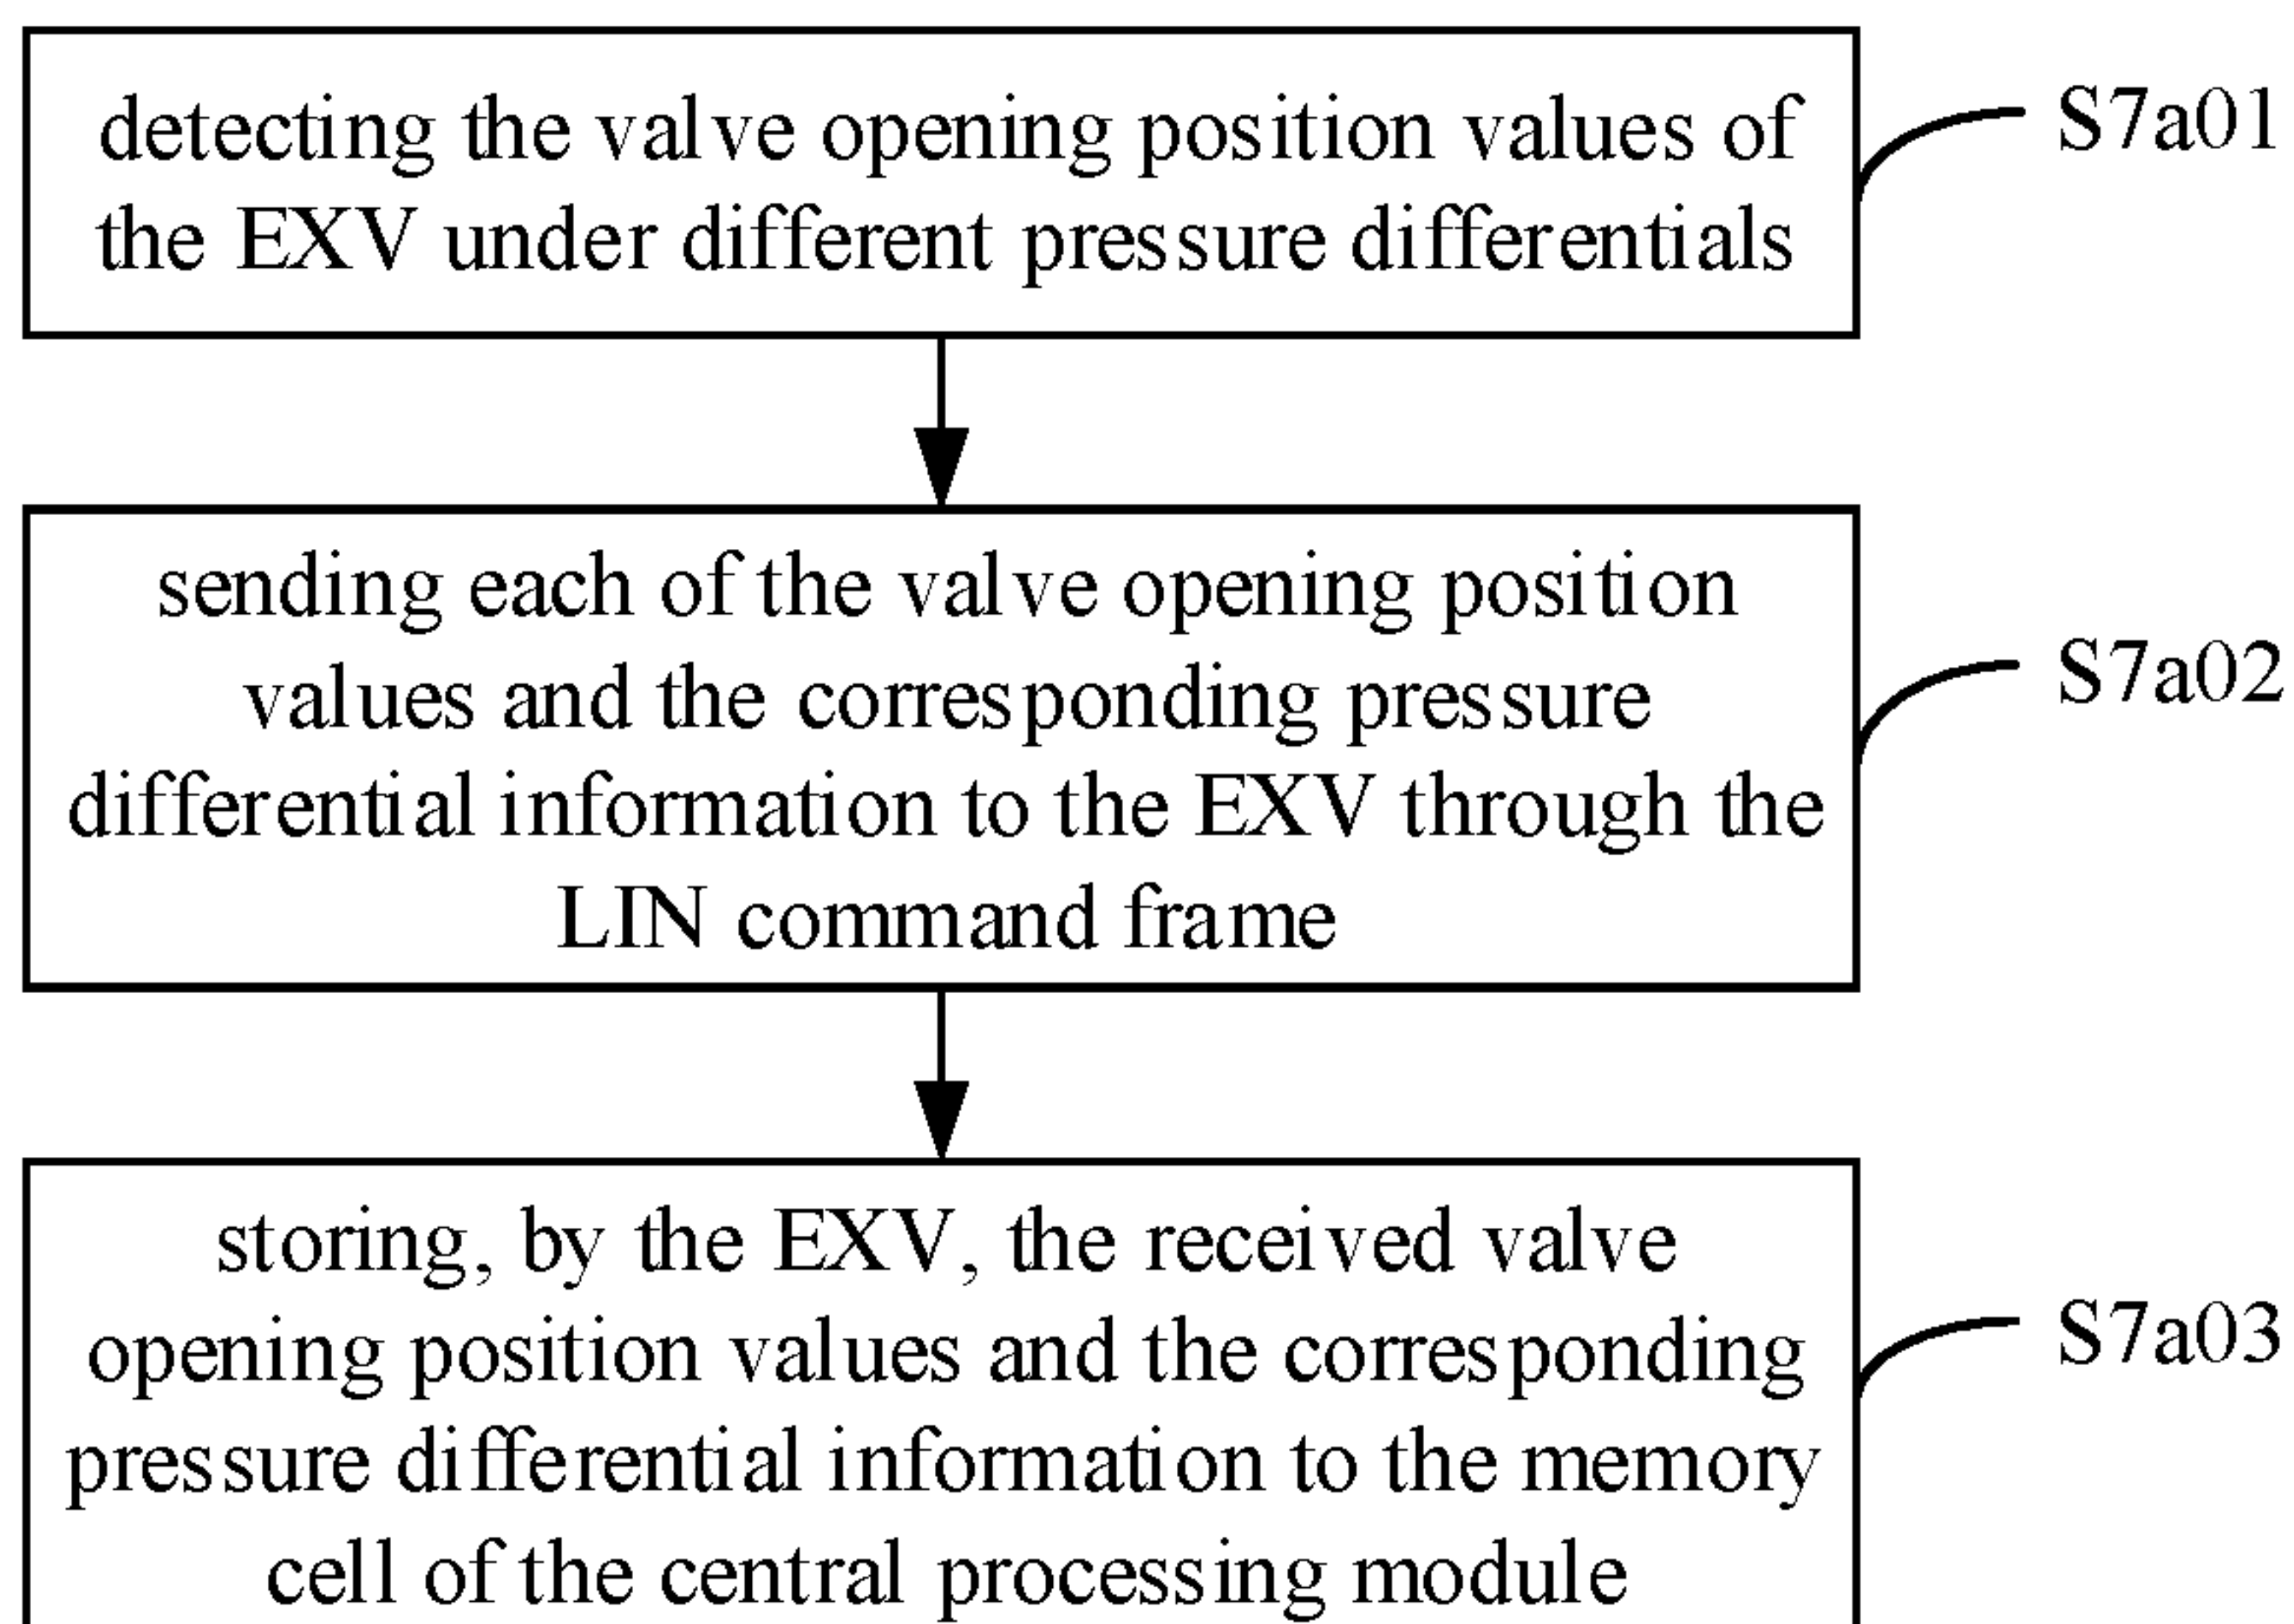 detecting the valve opening position values of
the EXV under different pressure differentials
S7a01
sending each of the valve opening position
values and the corresponding pressure
differential information to the EXV through the
LIN command frame
S7a02
storing, by the EXV, the received valve
opening position values and the corresponding
pressure differential information to the memory
cell of the central processing module
S7a03